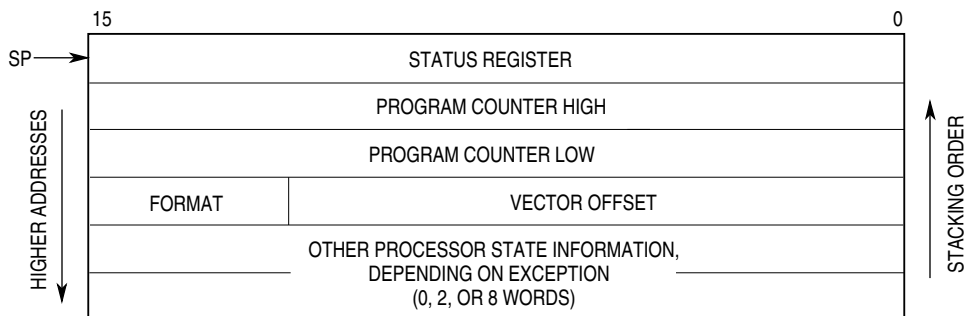 15 0
SP
STATUS REGISTER
PROGRAM COUNTER HIGH
PROGRAM COUNTER LOW
FORMAT VECTOR OFFSET
OTHER PROCESSOR STATE INFORMATION,
DEPENDING ON EXCEPTION
(0, 2, OR 8 WORDS)
HIGHER ADDRESSES
STACKING ORDER